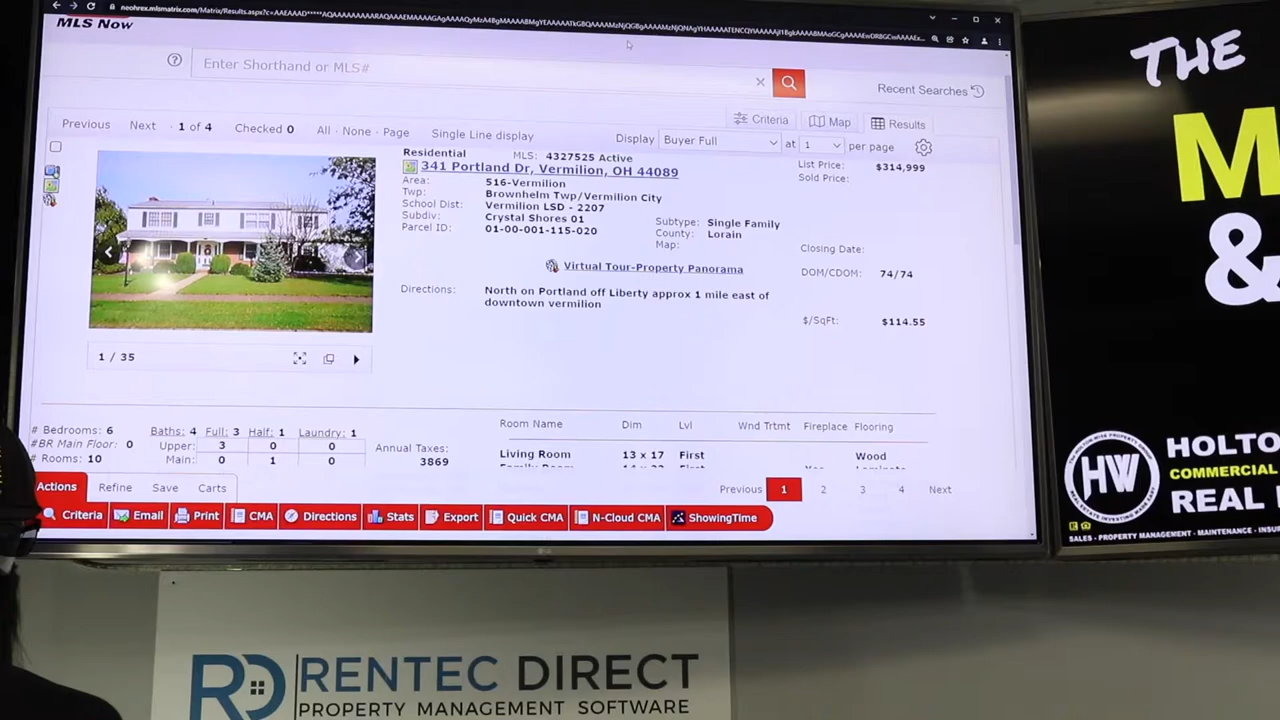 MLS Now
Enter Shorthand or MLS#
Recent Searches
Previous Next · 1 of 4 Checked 0 All · None · Page Single Line display
Criteria Map Results
Display Buyer Full at 1 per page
Residential MLS: 4327525 Active
341 Portland Dr, Vermilion, OH 44089
List Price: $314,999
Sold Price:
Area: 516-Vermilion
Twp: Brownhelm Twp/Vermilion City
School Dist: Vermilion LSD - 2207
Subdiv: Crystal Shores 01
Parcel ID: 01-00-001-115-020
Subtype: Single Family
County: Lorain
Map:
Closing Date:
Virtual Tour-Property Panorama
DOM/CDOM: 74/74
Directions: North on Portland off Liberty approx 1 mile east of
downtown vermilion
$/SqFt: $114.55
1 / 35
# Bedrooms: 6 Baths: 4 Full: 3 Half: 1 Laundry: 1
#BR Main Floor: 0 Upper: 3 0 0
# Rooms: 10 Main: 0 1 0
Annual Taxes:
3869
Room Name Dim Lvl Wnd Trtmt Fireplace Flooring
Living Room 13 x 17 First Wood
Actions Refine Save Carts
Previous 1 2 3 4 Next
Criteria Email Print CMA Directions Stats Export Quick CMA N-Cloud CMA ShowingTime
LG
THE
M
&
HW
HOLTO
COMMERCIAL
REAL
SALES - PROPERTY MANAGEMENT - MAINTENANCE - INSU
RD RENTEC DIRECT
PROPERTY MANAGEMENT SOFTWARE